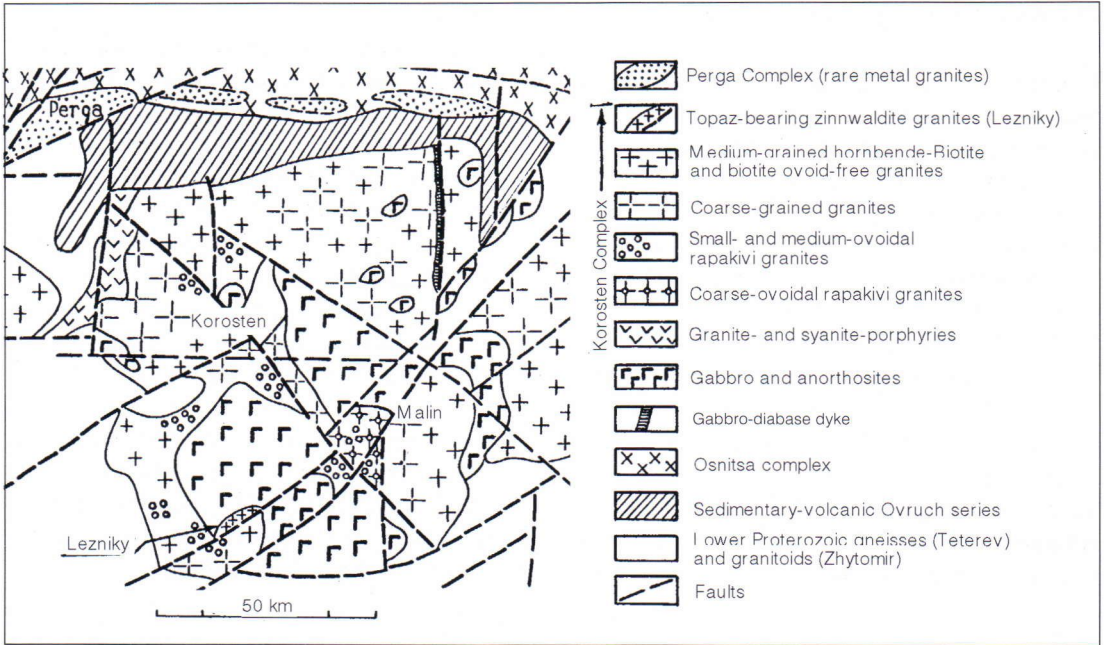 Perga
Korosten
Malin
Lezniky
50 km
Korosten Complex
Perga Complex (rare metal granites)
Topaz-bearing zinnwaldite granites (Lezniky)
Medium-grained hornbende-Biotite
and biotite ovoid-free granites
Coarse-grained granites
Small- and medium-ovoidal
rapakivi granites
Coarse-ovoidal rapakivi granites
Granite- and syanite-porphyries
Gabbro and anorthosites
Gabbro-diabase dyke
Osnitsa complex
Sedimentary-volcanic Ovruch series
Lower Proterozoic gneisses (Teterev)
and granitoids (Zhytomir)
Faults